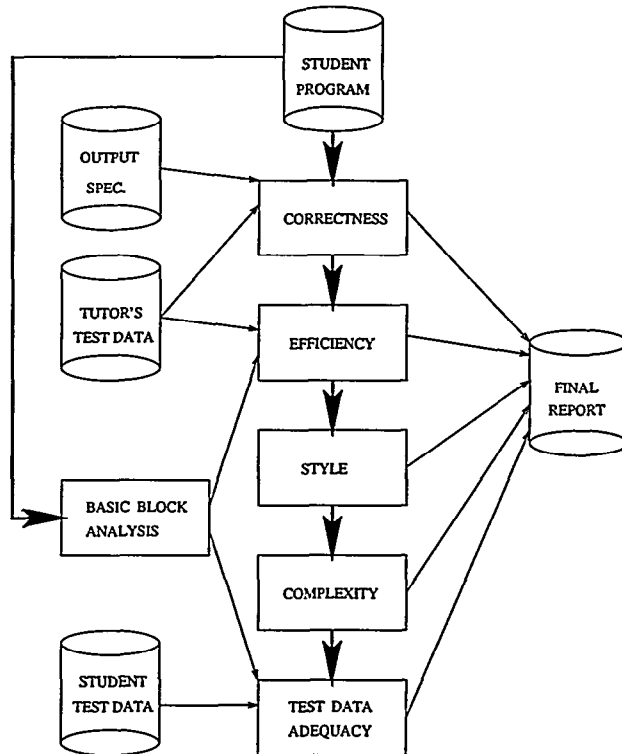 STUDENT
PROGRAM
OUTPUT
SPEC.
CORRECTNESS
TUTOR'S
TEST DATA
EFFICIENCY
FINAL
REPORT
STYLE
BASIC BLOCK
ANALYSIS
COMPLEXITY
STUDENT
TEST DATA
TEST DATA
ADEQUACY